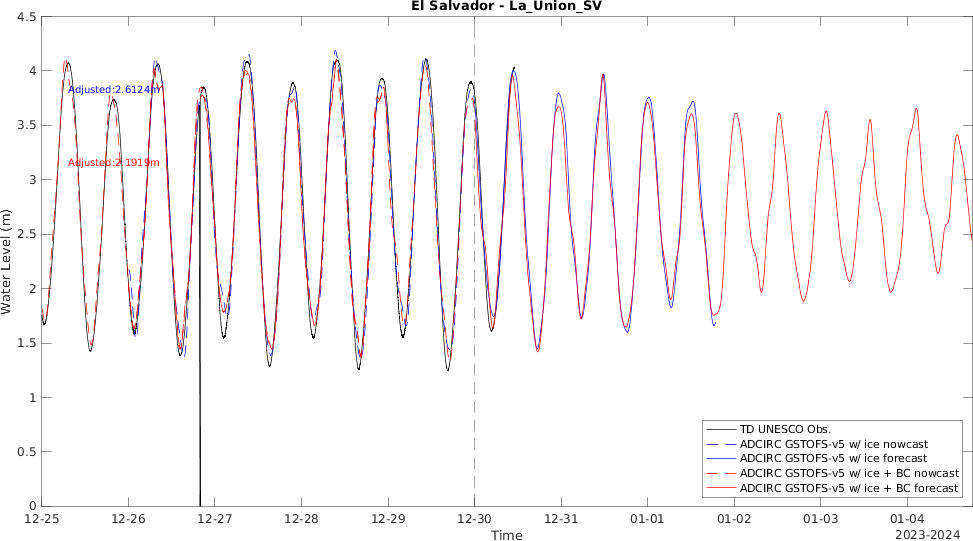 El Salvador - La_Union_SV
4.5
4
3.5
3
2.5
2
1.5
1
0.5
0
Water Level (m)
Adjusted:2.6124m
Adjusted:2.1919m
TD UNESCO Obs.
ADCIRC GSTOFS-v5 w/ ice nowcast
ADCIRC GSTOFS-v5 w/ ice forecast
ADCIRC GSTOFS-v5 w/ ice + BC nowcast
ADCIRC GSTOFS-v5 w/ ice + BC forecast
12-25 12-26 12-27 12-28 12-29 12-30 12-31 01-01 01-02 01-03 01-04
Time
2023-2024